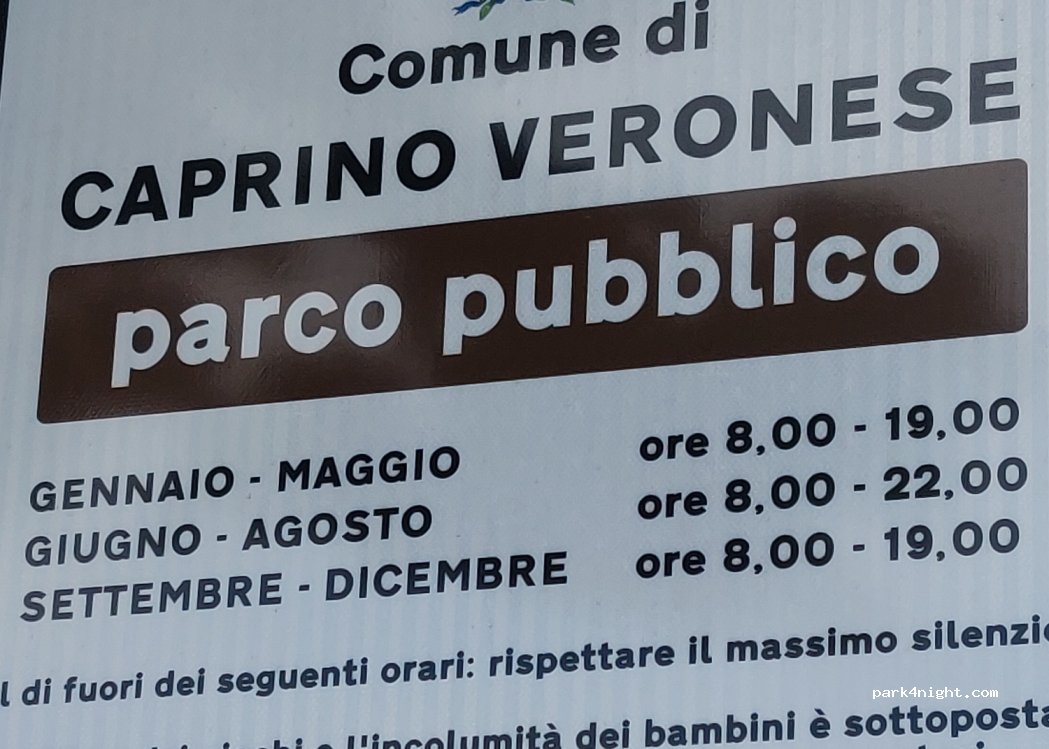 Comune di
CAPRINO VERONESE
parco pubblico
GENNAIO - MAGGIO ore 8,00 - 19,00
GIUGNO - AGOSTO ore 8,00 - 22,00
SETTEMBRE - DICEMBRE ore 8,00 - 19,00
l di fuori dei seguenti orari: rispettare il massimo silenzi
park4night.com
l'incolumità dei bambini è sottoposta